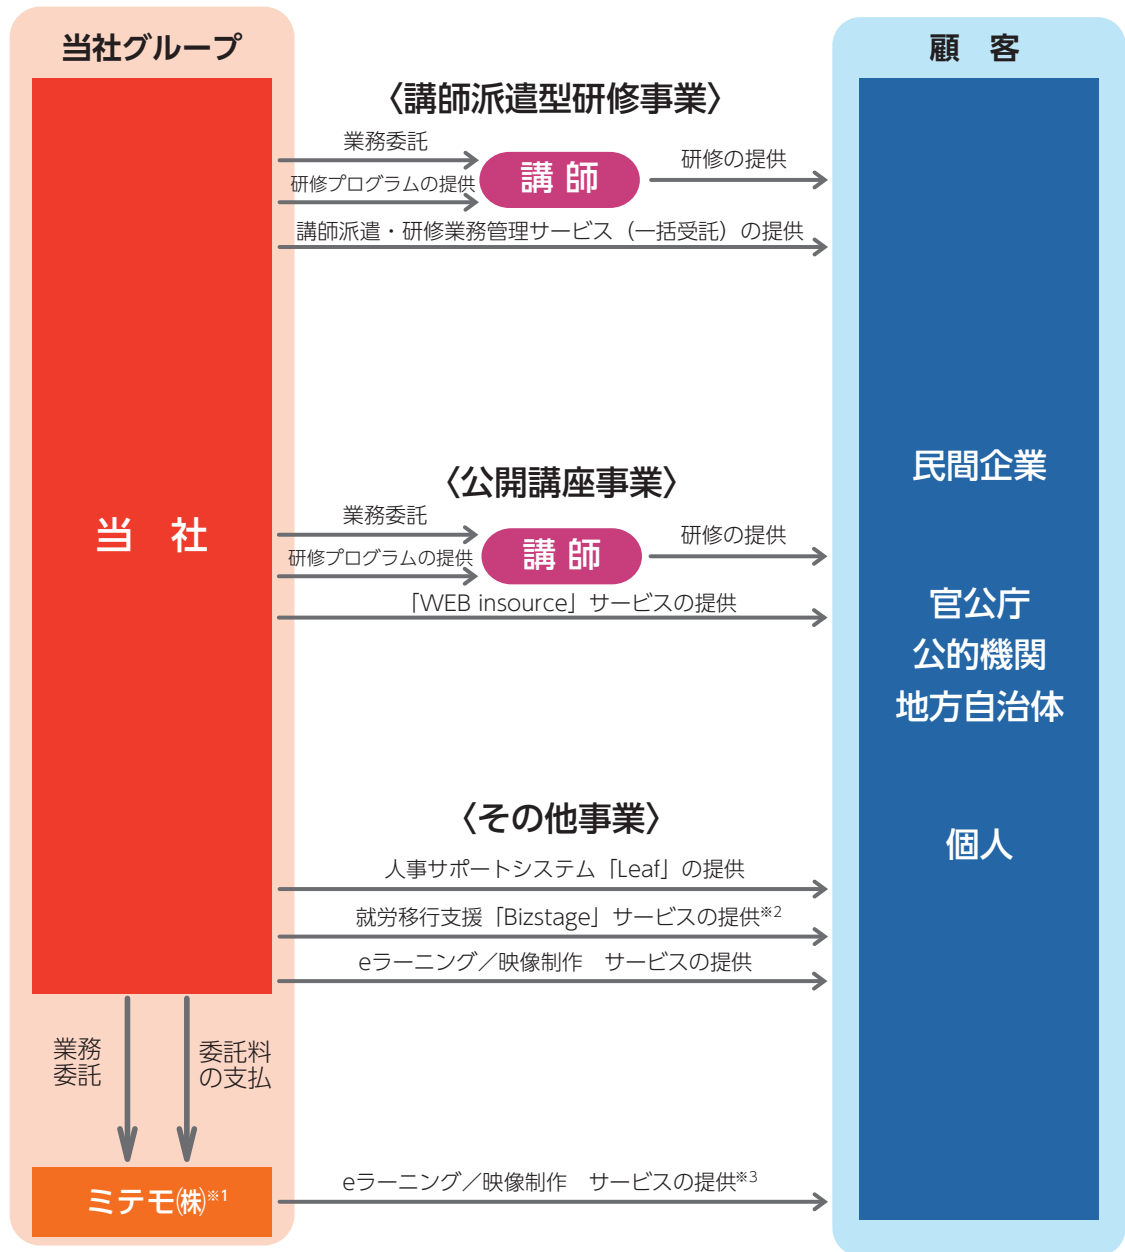 当社グループ
顧　客
〈講師派遣型研修事業〉
業務委託
研修プログラムの提供
講 師
研修の提供
講師派遣・研修業務管理サービス（一括受託）の提供
当　社
〈公開講座事業〉
業務委託
研修プログラムの提供
講 師
研修の提供
「WEB insource」サービスの提供
民間企業
官公庁
公的機関
地方自治体
個人
〈その他事業〉
人事サポートシステム「Leaf」の提供
就労移行支援「Bizstage」サービスの提供※2
eラーニング／映像制作　サービスの提供
業務
委託
委託料
の支払
ミテモ㈱※1
eラーニング／映像制作　サービスの提供※3